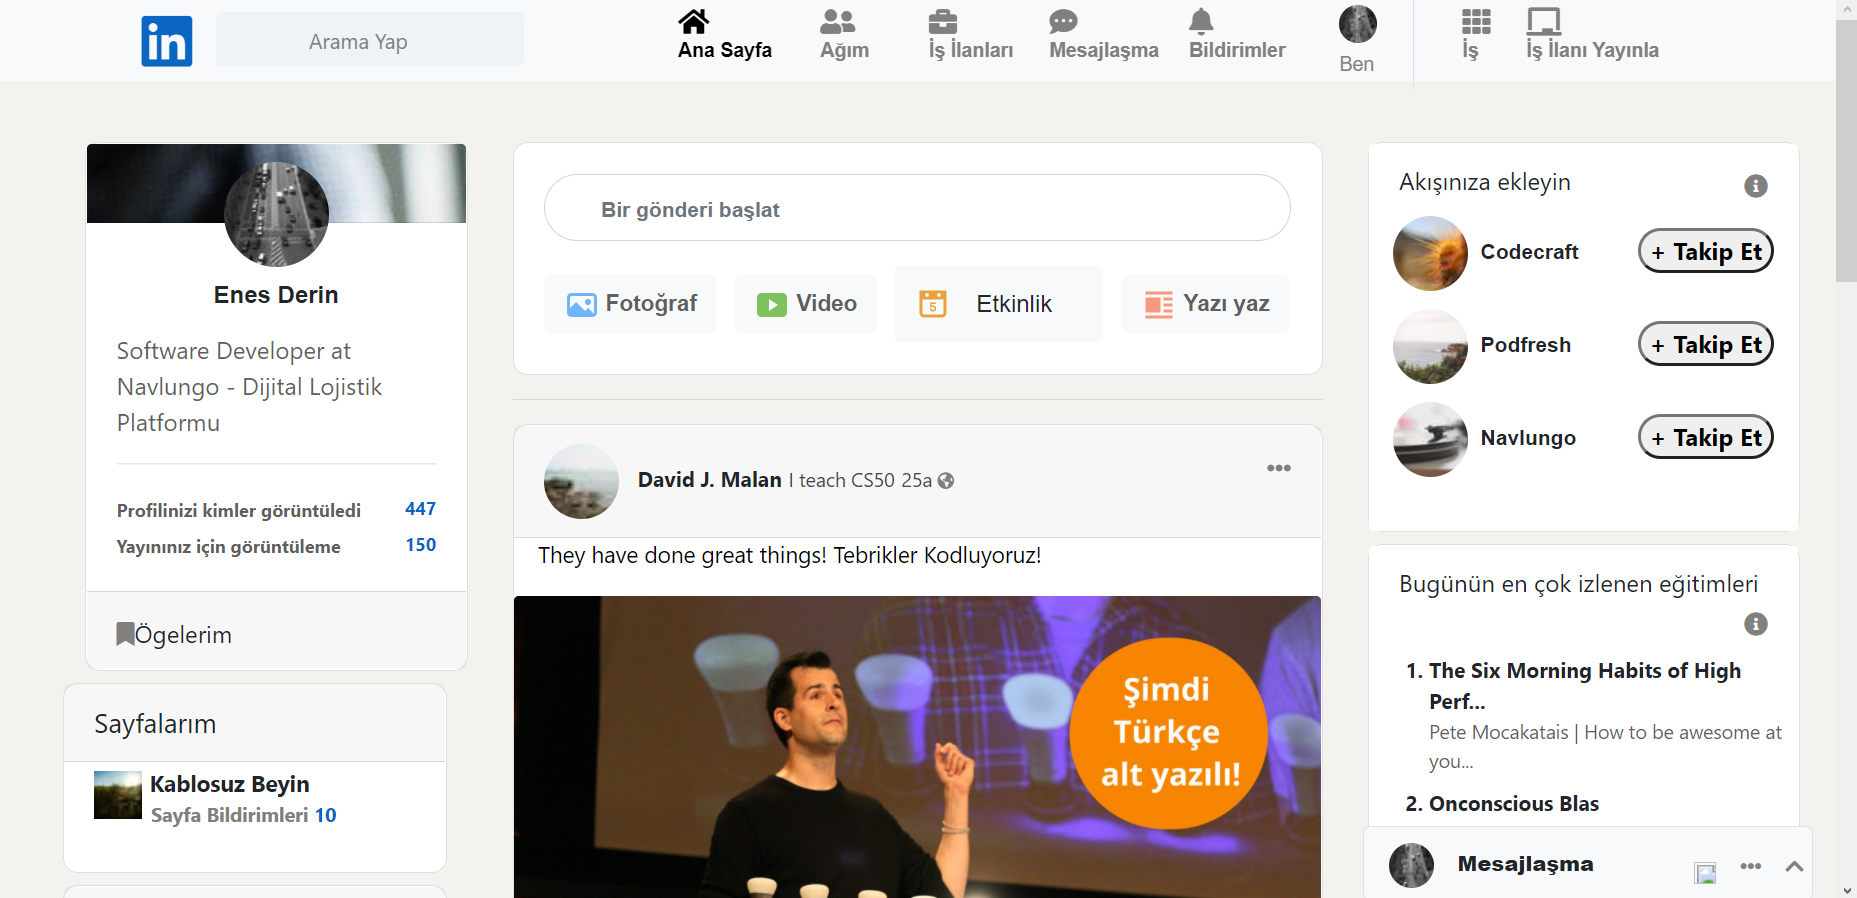 in
Arama Yap
Ana Sayfa
Ağım
İş İlanları
Mesajlaşma
Bildirimler
Ben
İş
İş İlanı Yayınla
Enes Derin
Software Developer at
Navlungo - Dijital Lojistik
Platformu
Profilinizi kimler görüntüledi 447
Yayınınız için görüntüleme 150
Ögelerim
Sayfalarım
Kablosuz Beyin
Sayfa Bildirimleri 10
Bir gönderi başlat
Fotoğraf
Video
5
Etkinlik
Yazı yaz
David J. Malan I teach CS50 25a
They have done great things! Tebrikler Kodluyoruz!
Şimdi
Türkçe
alt yazılı!
Akışınıza ekleyin
Codecraft + Takip Et
Podfresh + Takip Et
Navlungo + Takip Et
Bugünün en çok izlenen eğitimleri
1. The Six Morning Habits of High
Perf...
Pete Mocakatais | How to be awesome at
you...
2. Onconscious Blas
Mesajlaşma